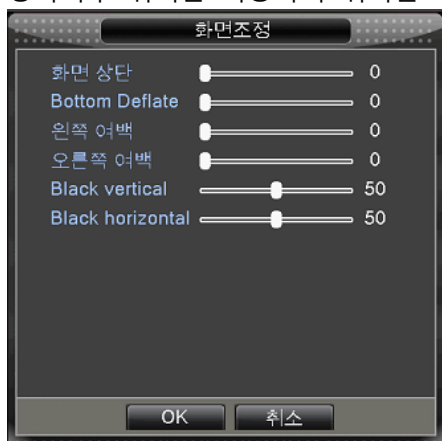 화면조정
화면 상단 0
Bottom Deflate 0
왼쪽 여백 0
오른쪽 여백 0
Black vertical 50
Black horizontal 50
OK 취소